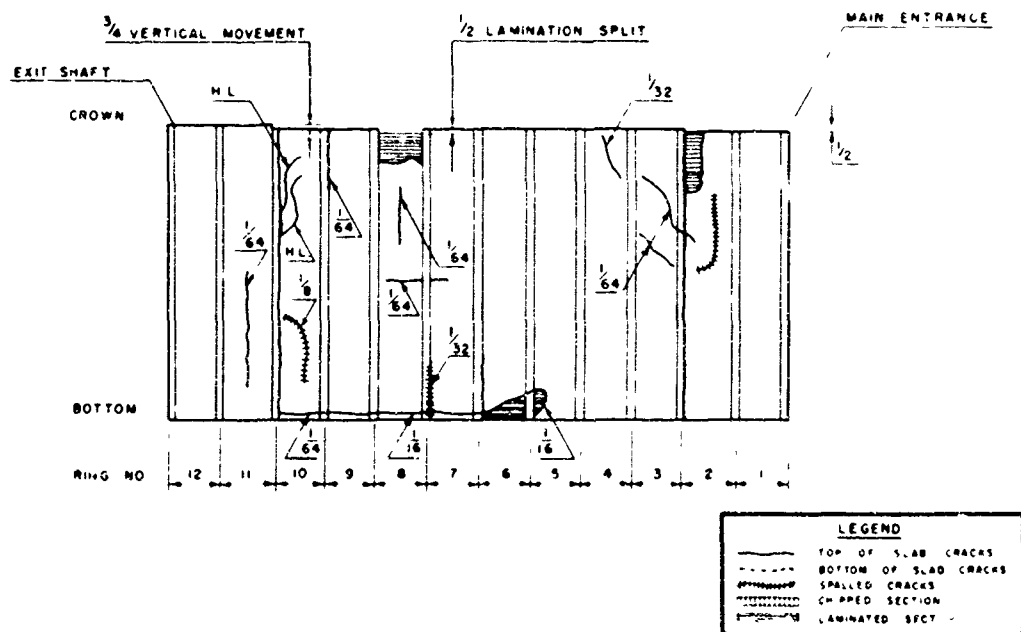 3/4 VERTICAL MOVEMENT
1/2 LAMINATION SPLIT
MAIN ENTRANCE
EXIT SHAFT
H L
1/32
CROWN
1/2
1/64
1/64
1/64
H L
1/8
1/64
1/64
1/32
BOTTOM
1/64
1/16
1/16
RING NO 12 11 10 9 8 7 6 5 4 3 2 1
LEGEND
TOP OF SLAB CRACKS
BOTTOM OF SLAB CRACKS
SPALLED CRACKS
CHIPPED SECTION
LAMINATED SECT